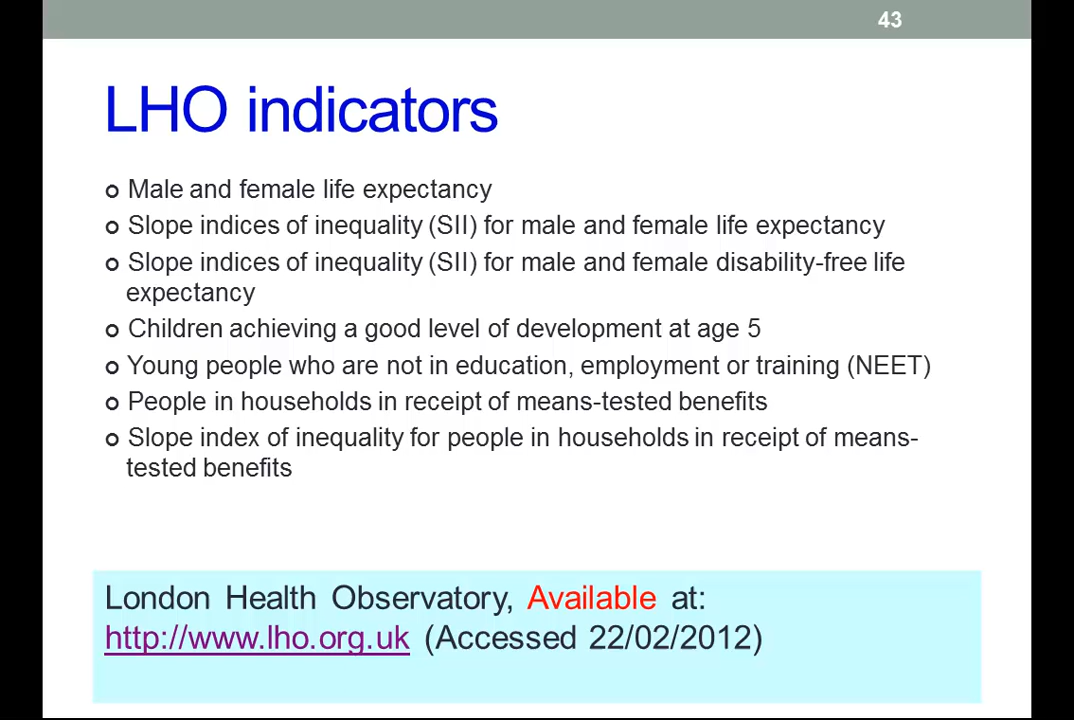 43
LHO indicators
Male and female life expectancy
Slope indices of inequality (SII) for male and female life expectancy
Slope indices of inequality (SII) for male and female disability-free life
expectancy
Children achieving a good level of development at age 5
Young people who are not in education, employment or training (NEET)
People in households in receipt of means-tested benefits
Slope index of inequality for people in households in receipt of means-
tested benefits
London Health Observatory, Available at:
http://www.lho.org.uk (Accessed 22/02/2012)